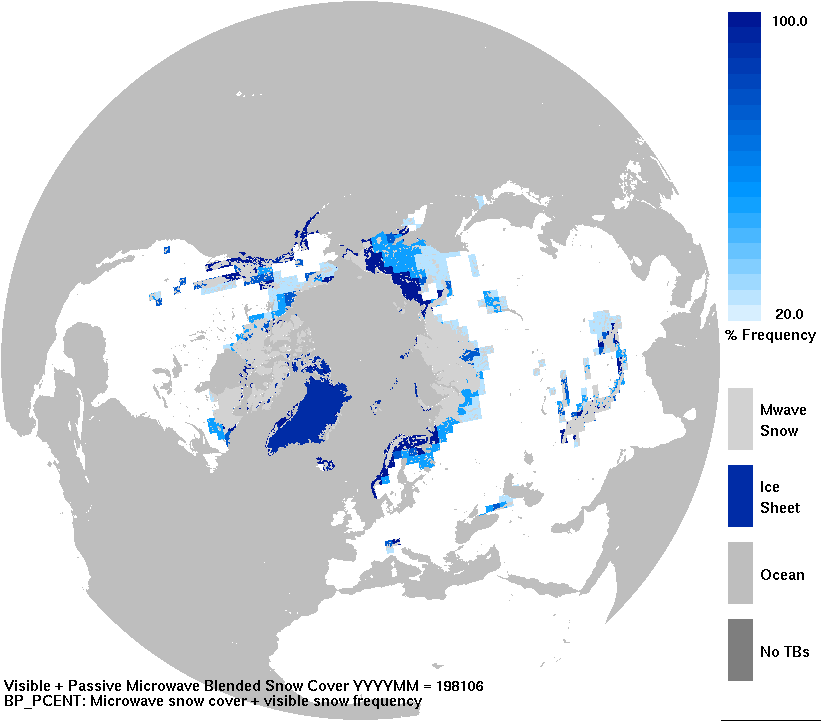 100.0
20.0
% Frequency
Mwave
Snow
Ice
Sheet
Ocean
No TBs
Visible + Passive Microwave Blended Snow Cover YYYYMM = 198106
BP_PCENT: Microwave snow cover + visible snow frequency